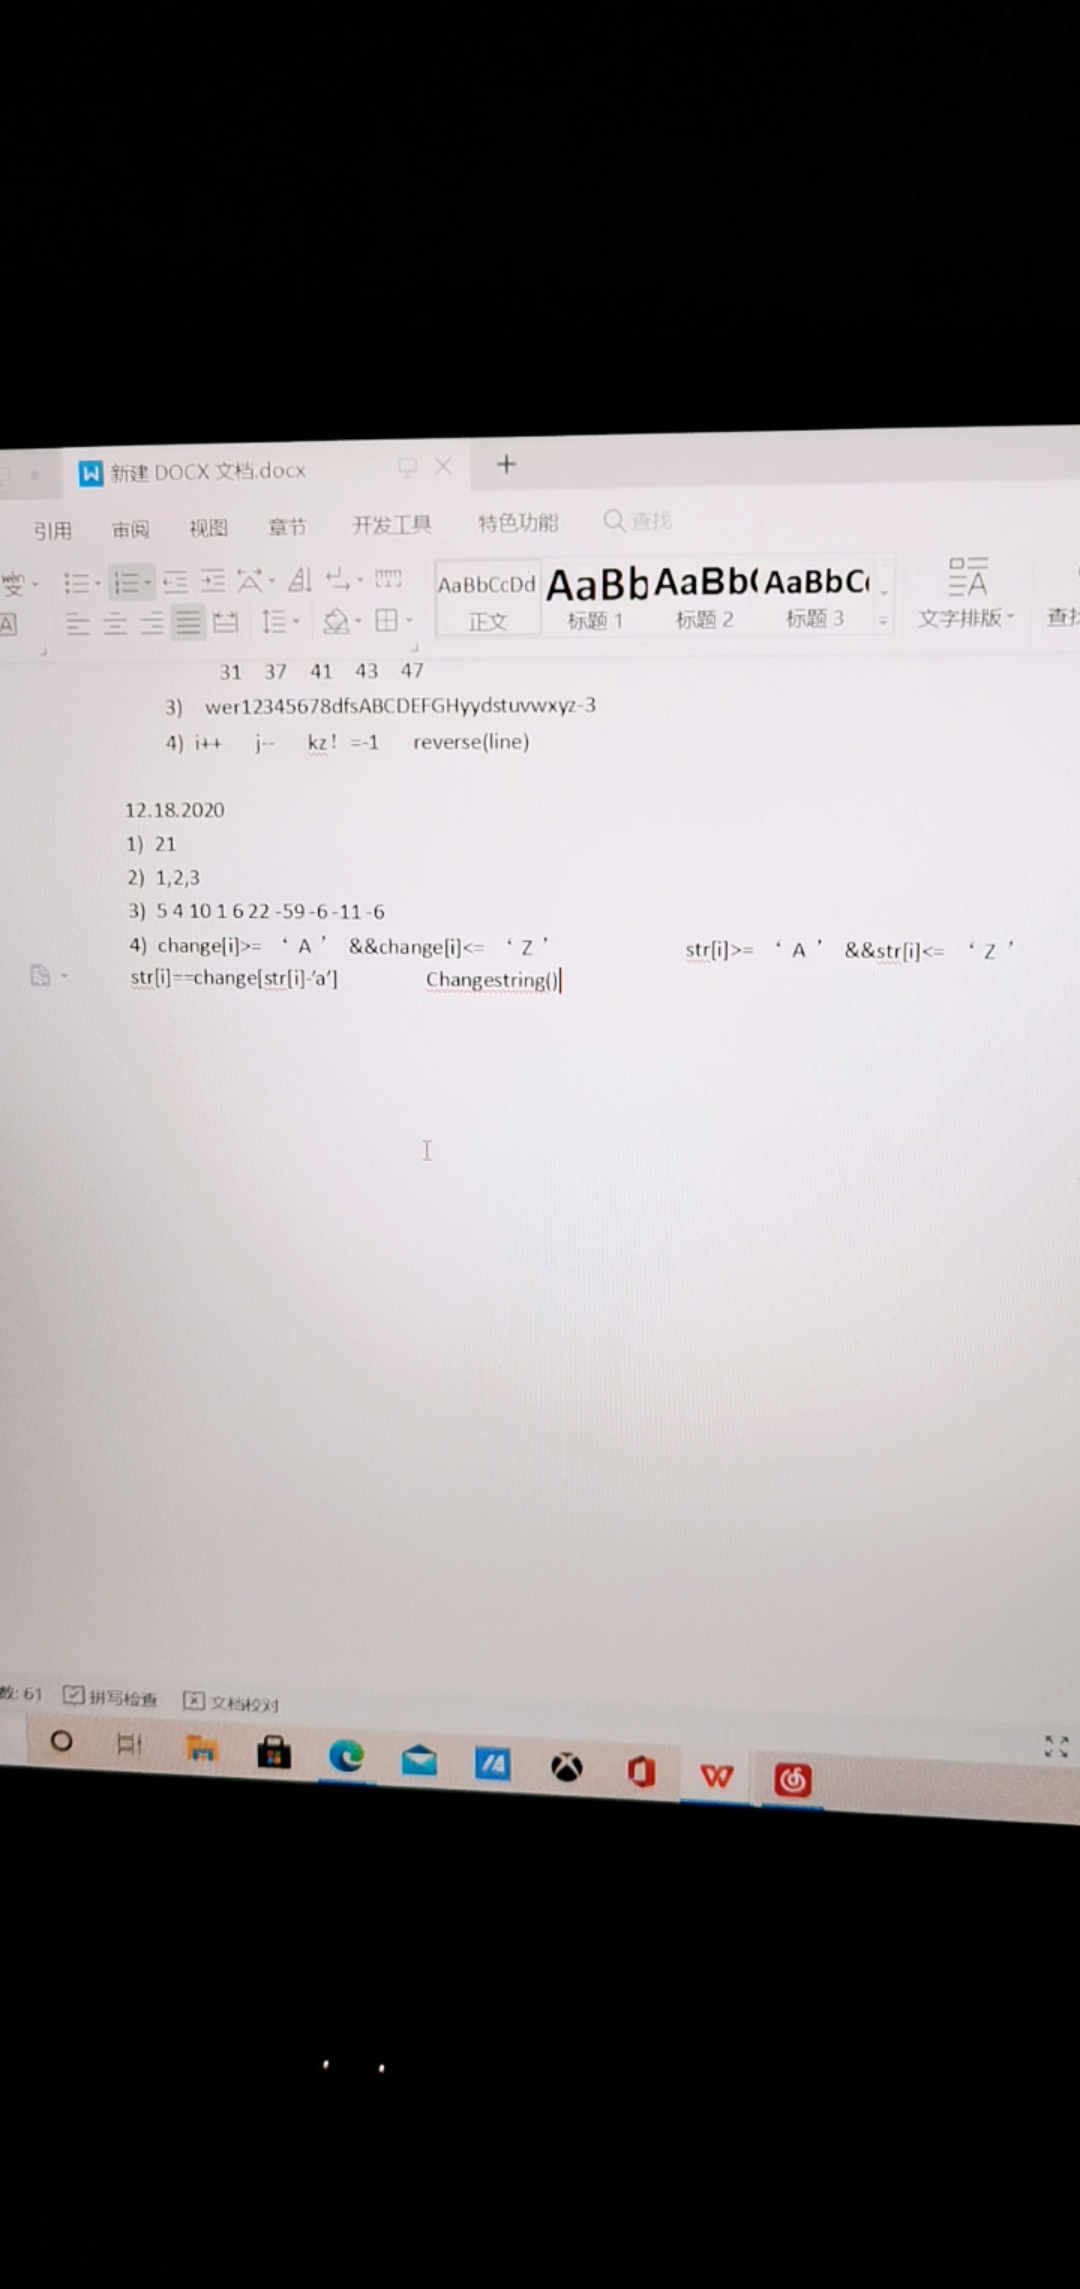 新建 DOCX 文档.docx
引用 审阅 视图 章节 开发工具 特色功能 查找
AaBbCcDd AaBb AaBb( AaBbC
正文 标题 1 标题 2 标题 3 文字排版
31 37 41 43 47
3) wer12345678dfsABCDEFGHyydstuvwxyz-3
4) i++ j-- kz! =-1 reverse(line)
12.18.2020
1) 21
2) 1,2,3
3) 5 4 10 1 6 22 -59 -6 -11 -6
4) change[i]>= ‘ A ’ &&change[i]<= ‘ Z ’ str[i]>= ‘ A ’ &&str[i]<= ‘ Z ’
str[i]==change[str[i]-'a'] Changestring()
数: 61 拼写检查 文档校对